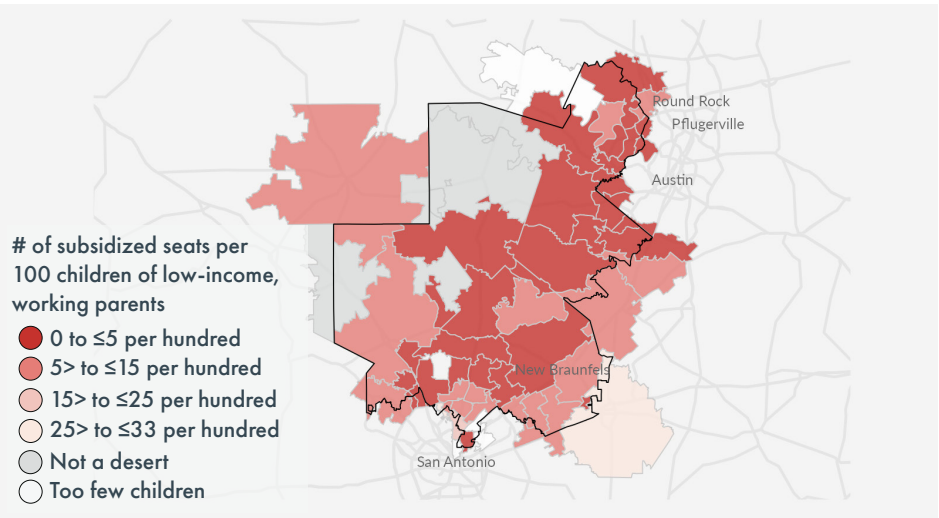 Round Rock
Pflugerville
Austin
# of subsidized seats per
100 children of low-income,
working parents
0 to ≤5 per hundred
5> to ≤15 per hundred
15> to ≤25 per hundred
25> to ≤33 per hundred
Not a desert
Too few children
New Braunfels
San Antonio